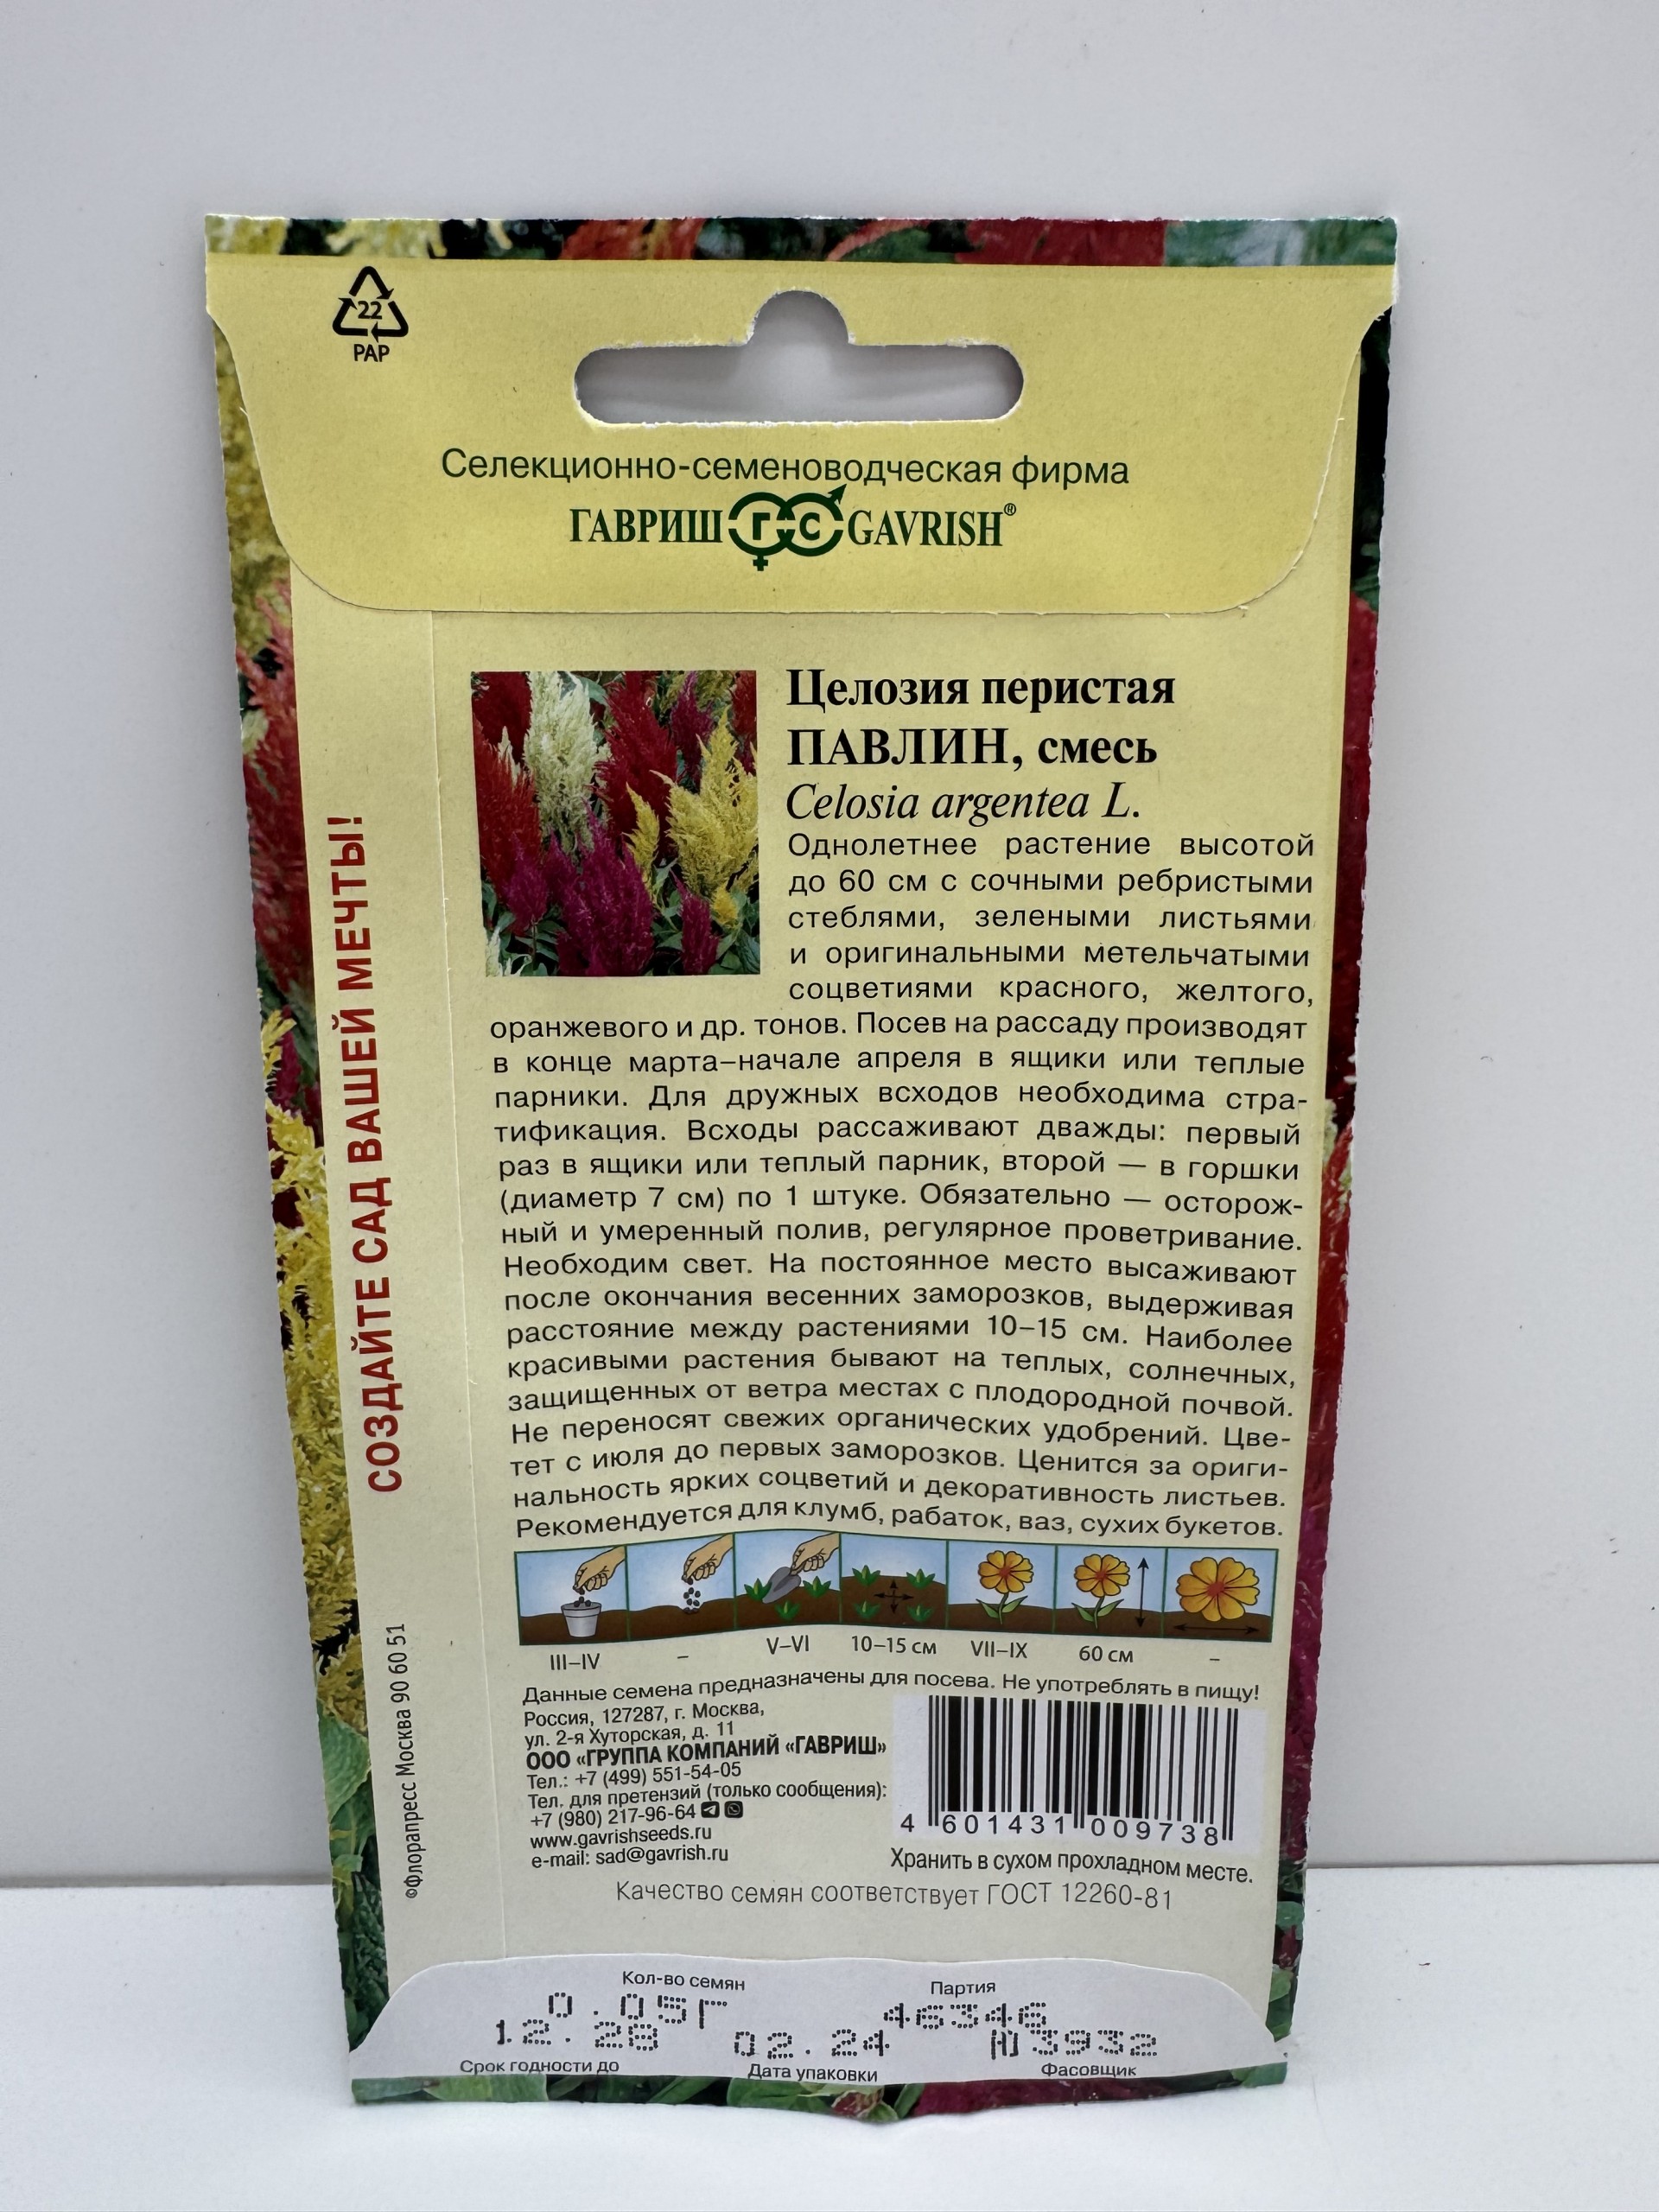 22
PAP
Селекционно-семеноводческая фирма
ГАВРИШ ГС GAVRISH®
Целозия перистая
ПАВЛИН, смесь
Celosia argentea L.
Однолетнее растение высотой
до 60 см с сочными ребристыми
стеблями, зелеными листьями
и оригинальными метельчатыми
соцветиями красного, желтого,
оранжевого и др. тонов. Посев на рассаду производят
в конце марта–начале апреля в ящики или теплые
парники. Для дружных всходов необходима стра-
тификация. Всходы рассаживают дважды: первый
раз в ящики или теплый парник, второй — в горшки
(диаметр 7 см) по 1 штуке. Обязательно — осторож-
ный и умеренный полив, регулярное проветривание.
Необходим свет. На постоянное место высаживают
после окончания весенних заморозков, выдерживая
расстояние между растениями 10–15 см. Наиболее
красивыми растения бывают на теплых, солнечных,
защищенных от ветра местах с плодородной почвой.
Не переносят свежих органических удобрений. Цве-
тет с июля до первых заморозков. Ценится за ориги-
нальность ярких соцветий и декоративность листьев.
Рекомендуется для клумб, рабаток, ваз, сухих букетов.
III–IV – V–VI 10–15 см VII–IX 60 см –
Данные семена предназначены для посева. Не употреблять в пищу!
Россия, 127287, г. Москва,
ул. 2-я Хуторская, д. 11
ООО «ГРУППА КОМПАНИЙ «ГАВРИШ»
Тел.: +7 (499) 551-54-05
Тел. для претензий (только сообщения):
+7 (980) 217-96-64
www.gavrishseeds.ru
e-mail: sad@gavrish.ru
4 601431 009738
Хранить в сухом прохладном месте.
Качество семян соответствует ГОСТ 12260-81
СОЗДАЙТЕ САД ВАШЕЙ МЕЧТЫ!
©Флорапресс Москва 90 60 51
Кол-во семян Партия
0.05Г 46346
12.28 02.24 Ю3932
Срок годности до Дата упаковки Фасовщик